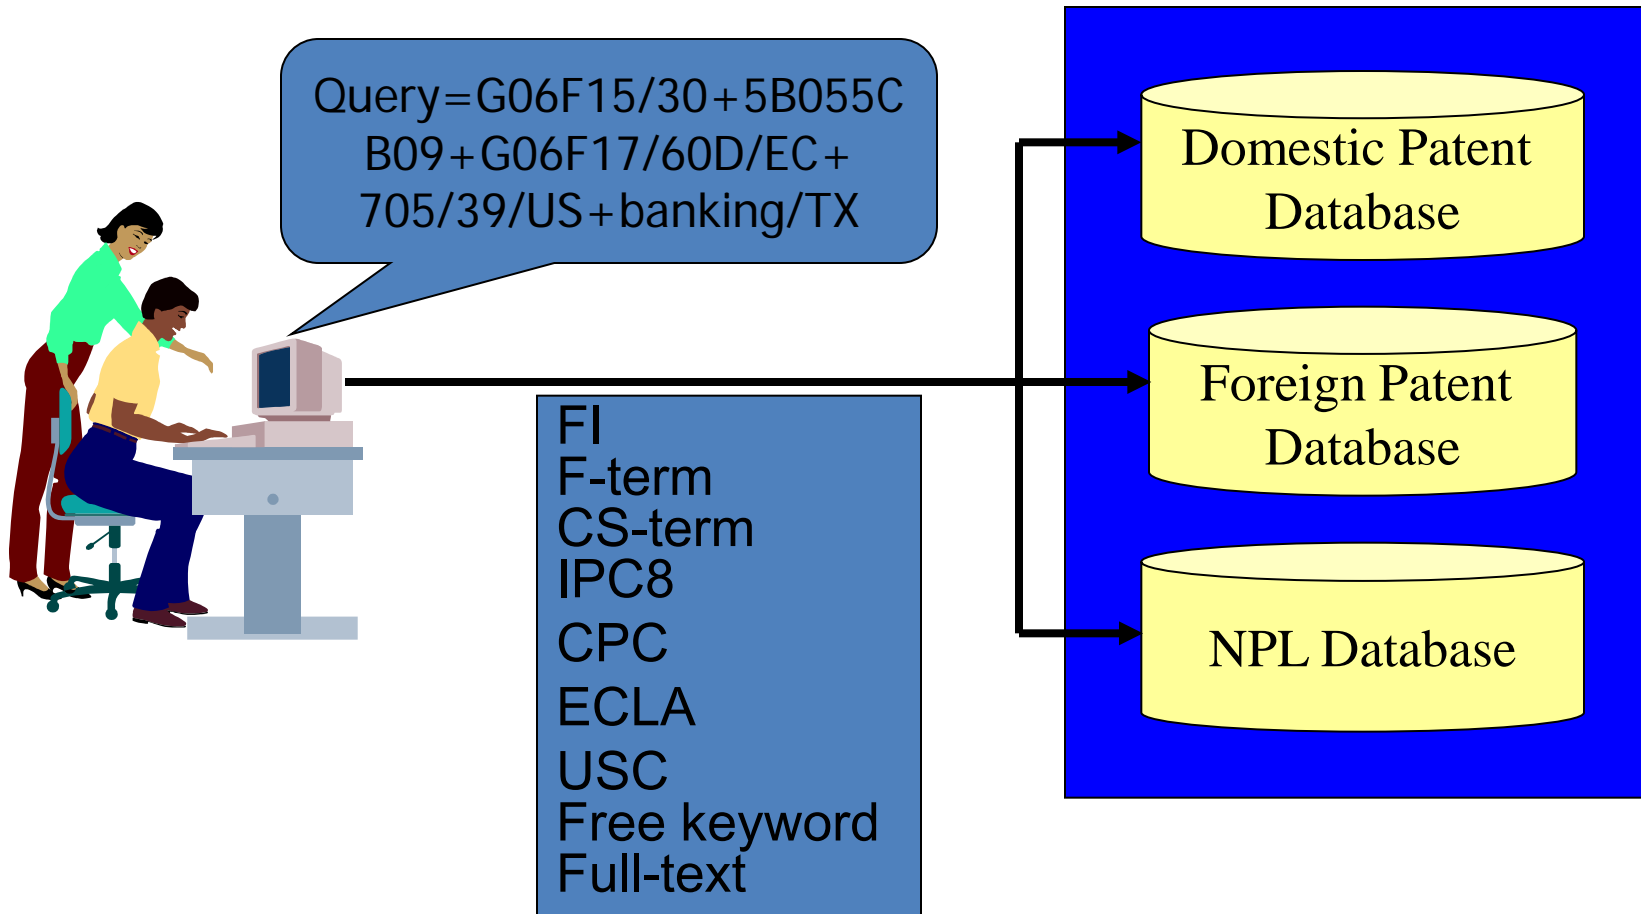 Query=G06F15/30+5B055C
B09+G06F17/60D/EC+
705/39/US+banking/TX
FI
F-term
CS-term
IPC8
CPC
ECLA
USC
Free keyword
Full-text
Domestic Patent
Database
Foreign Patent
Database
NPL Database